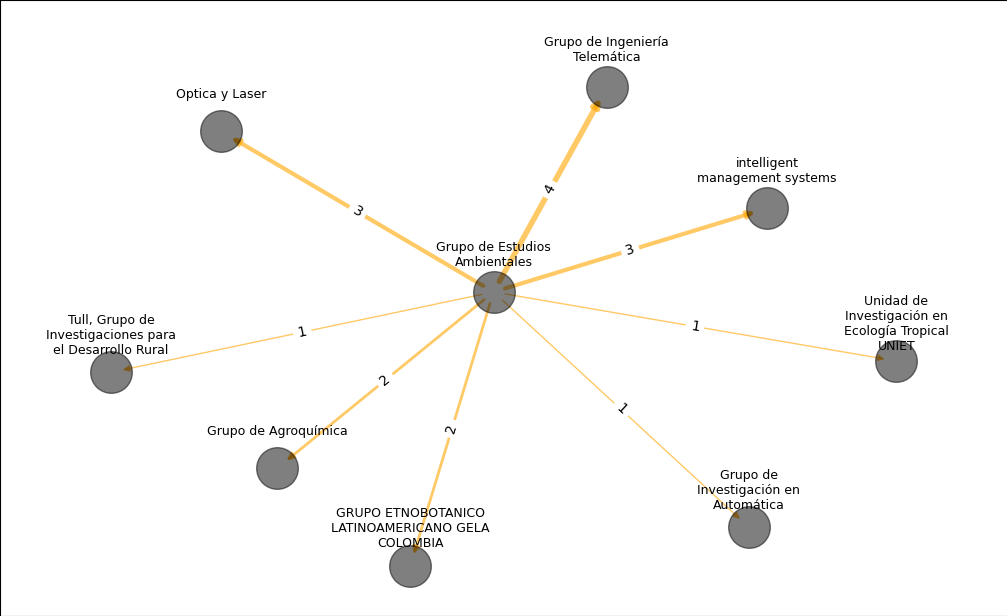 Grupo de Ingeniería
Telemática
Optica y Laser
intelligent
management systems
4
3
3
Grupo de Estudios
Ambientales
Unidad de
Investigación en
Ecología Tropical
UNIET
Tull, Grupo de
Investigaciones para
el Desarrollo Rural
1
1
2
1
2
Grupo de Agroquímica
Grupo de
Investigación en
Automática
GRUPO ETNOBOTANICO
LATINOAMERICANO GELA
COLOMBIA